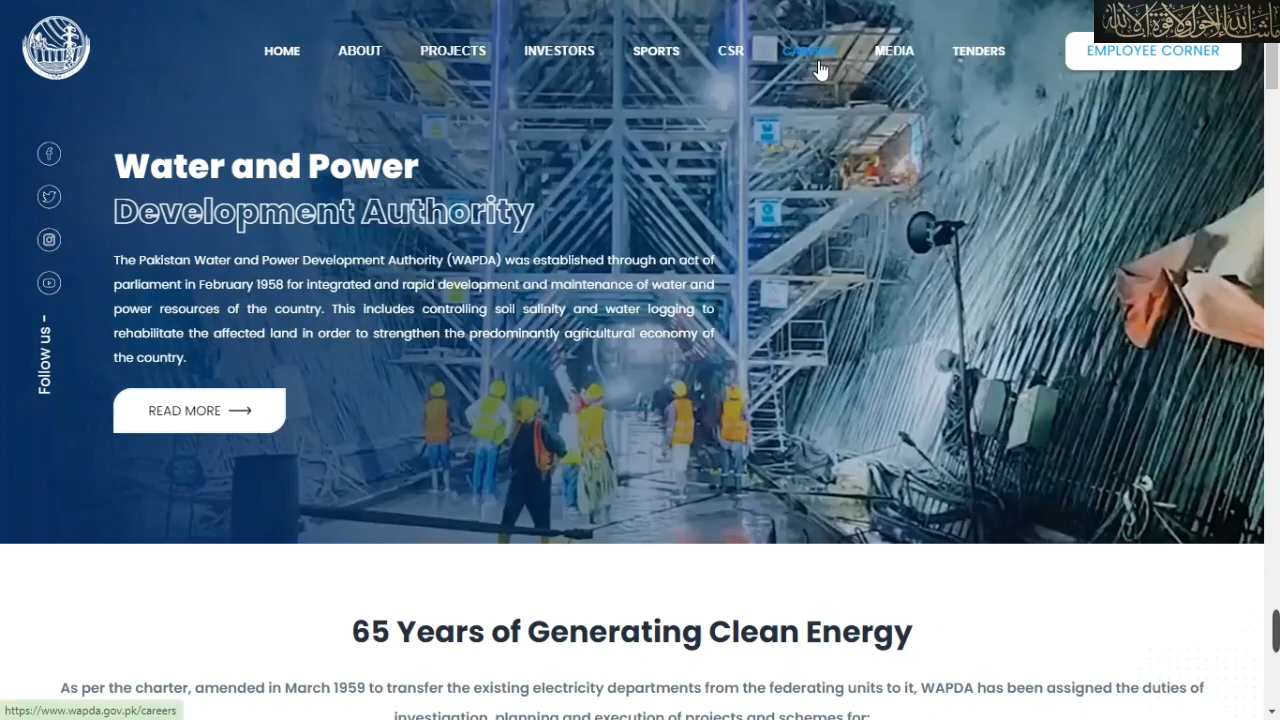 HOME ABOUT PROJECTS INVESTORS SPORTS CSR CAREERS MEDIA TENDERS EMPLOYEE CORNER
ماشاءالله لاحول ولا قوة الا بالله
Water and Power
Development Authority
The Pakistan Water and Power Development Authority (WAPDA) was established through an act of
parliament in February 1958 for integrated and rapid development and maintenance of water and
power resources of the country. This includes controlling soil salinity and water logging to
rehabilitate the affected land in order to strengthen the predominantly agricultural economy of
the country.
Follow us -
READ MORE
65 Years of Generating Clean Energy
As per the charter, amended in March 1959 to transfer the existing electricity departments from the federating units to it, WAPDA has been assigned the duties of
investigation, planning and execution of projects and schemes for:
https://www.wapda.gov.pk/careers